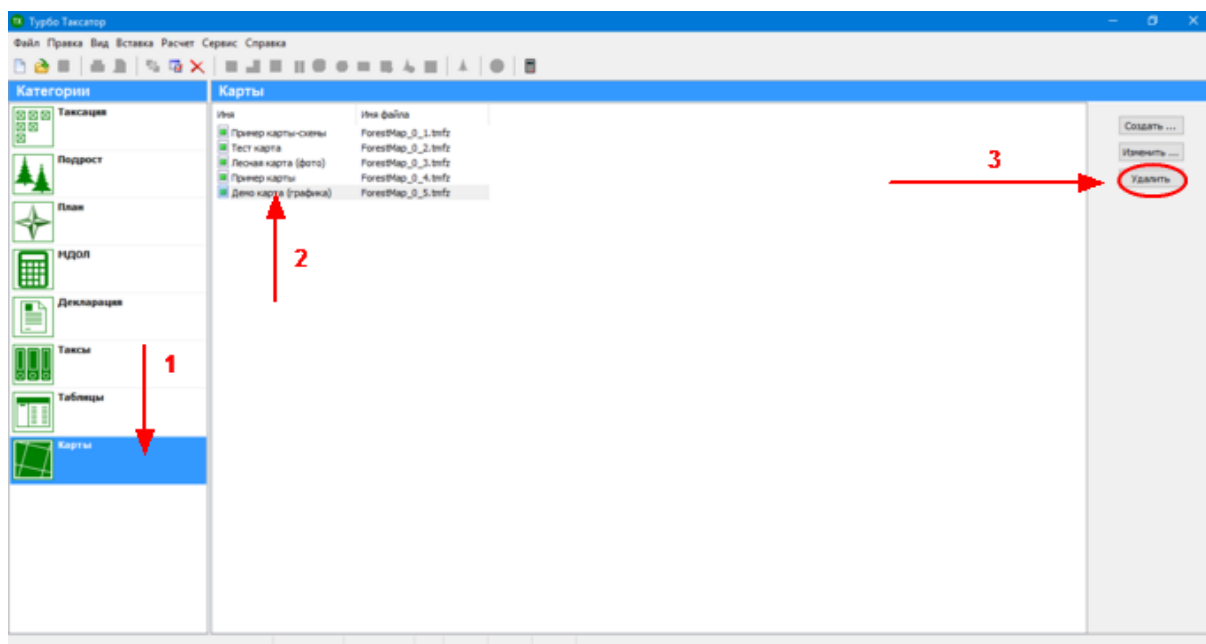 Турбо Таксатор
Файл Правка Вид Вставка Расчет Сервис Справка
Категории
Карты
Таксация
Подрост
План
МДОЛ
Декларация
Таксы
Таблицы
Карты
Имя Имя файла
Пример карты-схемы ForestMap_0_1.tmfz
Тест карта ForestMap_0_2.tmfz
Лесная карта (фото) ForestMap_0_3.tmfz
Пример карты ForestMap_0_4.tmfz
Демо карта (графика) ForestMap_0_5.tmfz
Создать ...
Изменить ...
Удалить
1
2
3